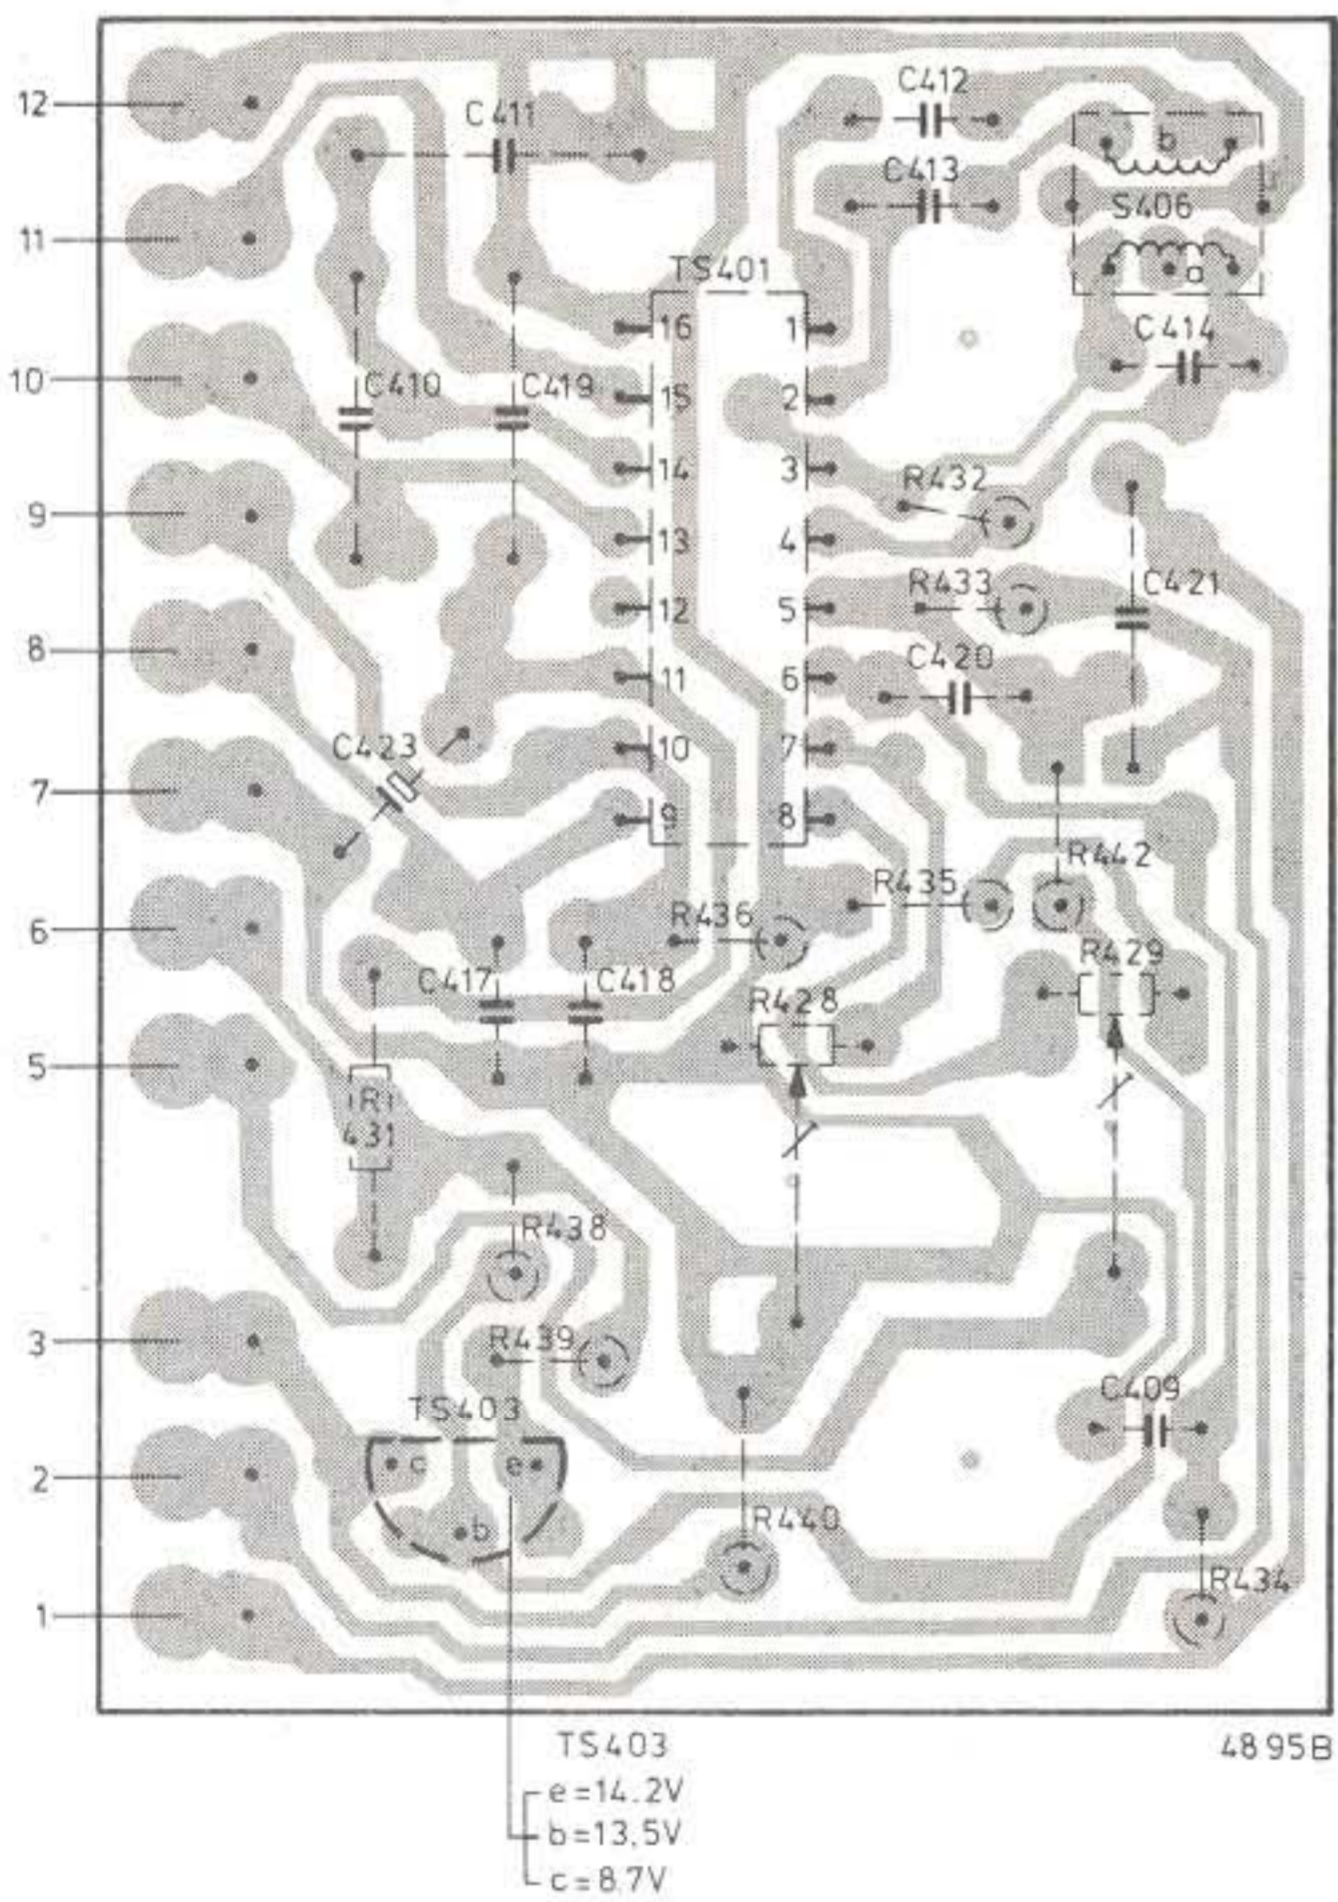 12
C411
C412
C413
b
S406
a
11
TS401
16
1
C414
10
C410
C419
15
2
14
3
R432
9
13
4
12
5
R433
C421
8
11
6
C420
C423
10
7
7
9
8
R442
R435
6
R436
R429
C417
C418
R428
5
R
431
R438
3
R439
C409
TS403
2
c
e
b
R440
R434
1
TS403
4895B
e=14.2V
b=13,5V
c=8.7V